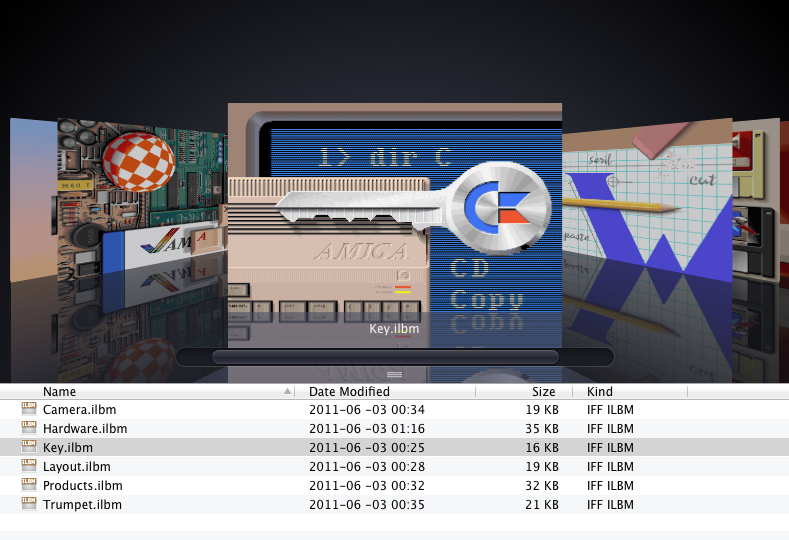 1> dir C
serif
M60 E
cut
AMIGA
AMIGA
paste
CD
Copy
Key.ilbm
Name Date Modified Size Kind
Camera.ilbm 2011-06 -03 00:34 19 KB IFF ILBM
Hardware.ilbm 2011-06 -03 01:16 35 KB IFF ILBM
Key.ilbm 2011-06 -03 00:25 16 KB IFF ILBM
Layout.ilbm 2011-06 -03 00:28 19 KB IFF ILBM
Products.ilbm 2011-06 -03 00:32 32 KB IFF ILBM
Trumpet.ilbm 2011-06 -03 00:35 21 KB IFF ILBM